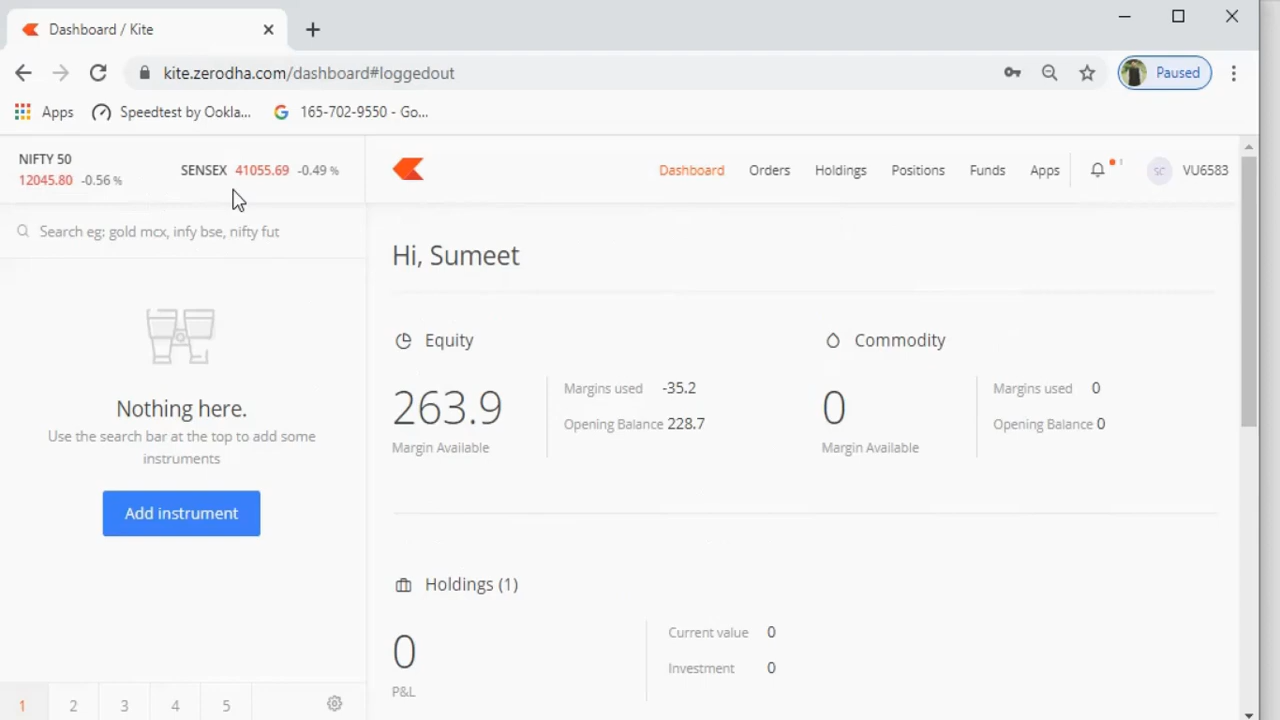 Dashboard / Kite
kite.zerodha.com/dashboard#loggedout
Paused
Apps
Speedtest by Ookla...
165-702-9550 - Go...
NIFTY 50
12045.80 -0.56 %
SENSEX 41055.69 -0.49 %
Dashboard Orders Holdings Positions Funds Apps 1 SC VU6583
Search eg: gold mcx, infy bse, nifty fut
Nothing here.
Use the search bar at the top to add some
instruments
Add instrument
1 2 3 4 5
Hi, Sumeet
Equity
263.9
Margin Available
Margins used -35.2
Opening Balance 228.7
Commodity
0
Margin Available
Margins used 0
Opening Balance 0
Holdings (1)
0
P&L
Current value 0
Investment 0